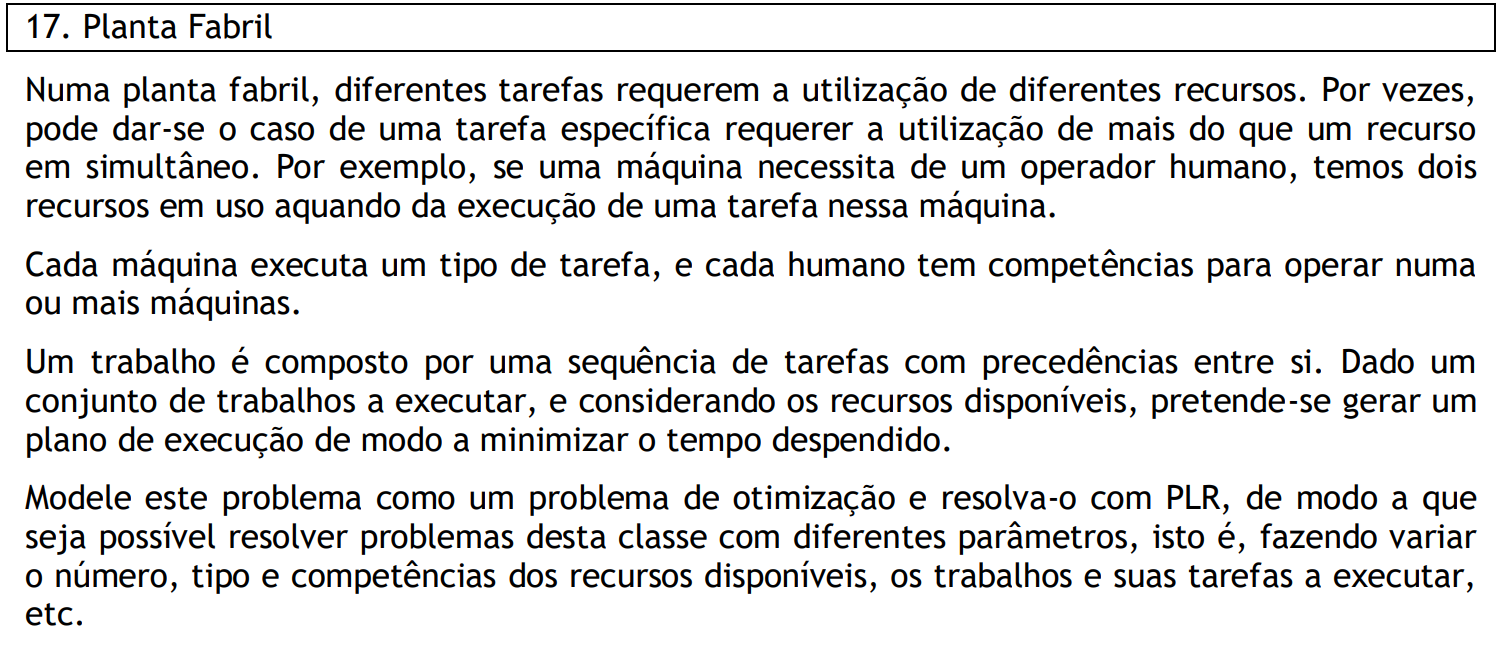 17. Planta Fabril
Numa planta fabril, diferentes tarefas requerem a utilização de diferentes recursos. Por vezes,
pode dar-se o caso de uma tarefa específica requerer a utilização de mais do que um recurso
em simultâneo. Por exemplo, se uma máquina necessita de um operador humano, temos dois
recursos em uso aquando da execução de uma tarefa nessa máquina.
Cada máquina executa um tipo de tarefa, e cada humano tem competências para operar numa
ou mais máquinas.
Um trabalho é composto por uma sequência de tarefas com precedências entre si. Dado um
conjunto de trabalhos a executar, e considerando os recursos disponíveis, pretende-se gerar um
plano de execução de modo a minimizar o tempo despendido.
Modele este problema como um problema de otimização e resolva-o com PLR, de modo a que
seja possível resolver problemas desta classe com diferentes parâmetros, isto é, fazendo variar
o número, tipo e competências dos recursos disponíveis, os trabalhos e suas tarefas a executar,
etc.